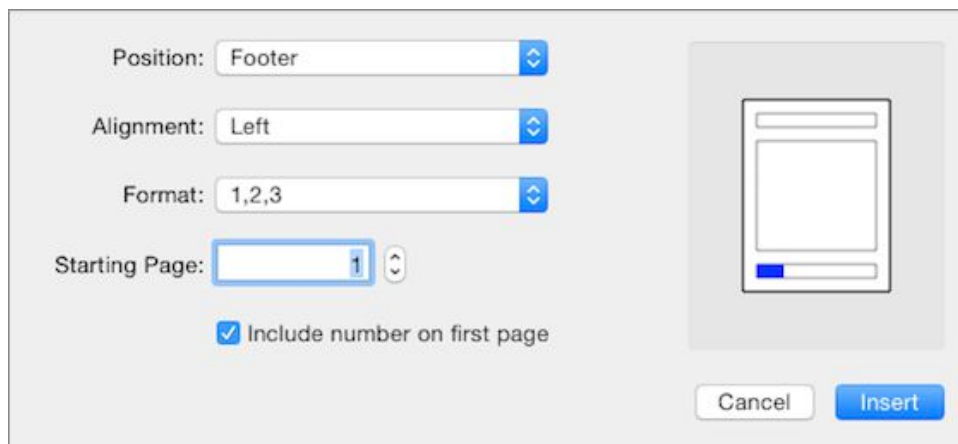 Position: Footer
Alignment: Left
Format: 1,2,3
Starting Page: 1
Include number on first page
Cancel Insert